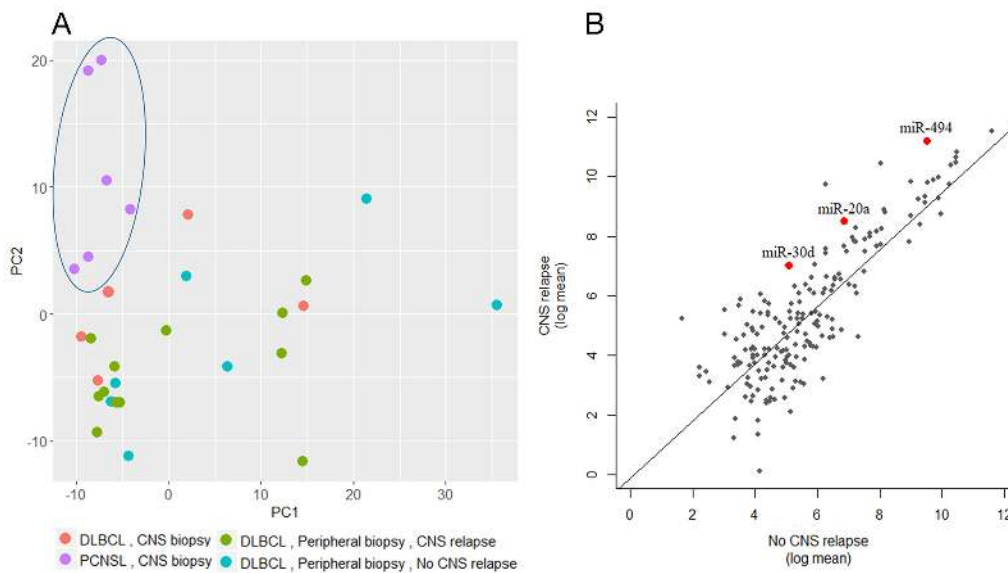 A
20
10
0
-10
PC2
-10
0
10
20
30
PC1
DLBCL , CNS biopsy
DLBCL , Peripheral biopsy , CNS relapse
PCNSL , CNS biopsy
DLBCL , Peripheral biopsy , No CNS relapse
B
12
10
8
6
4
2
0
CNS relapse
(log mean)
miR-494
miR-20a
miR-30d
0
2
4
6
8
10
12
No CNS relapse
(log mean)